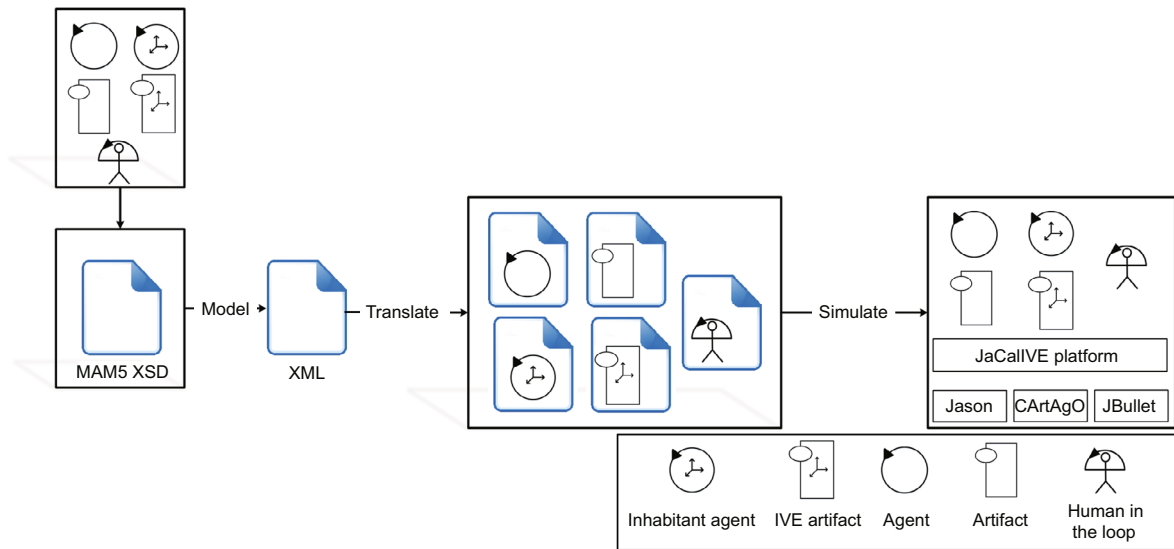 MAM5 XSD
Model
XML
Translate
Simulate
JaCalIVE platform
Jason
CArtAgO
JBullet
Inhabitant agent
IVE artifact
Agent
Artifact
Human in
the loop